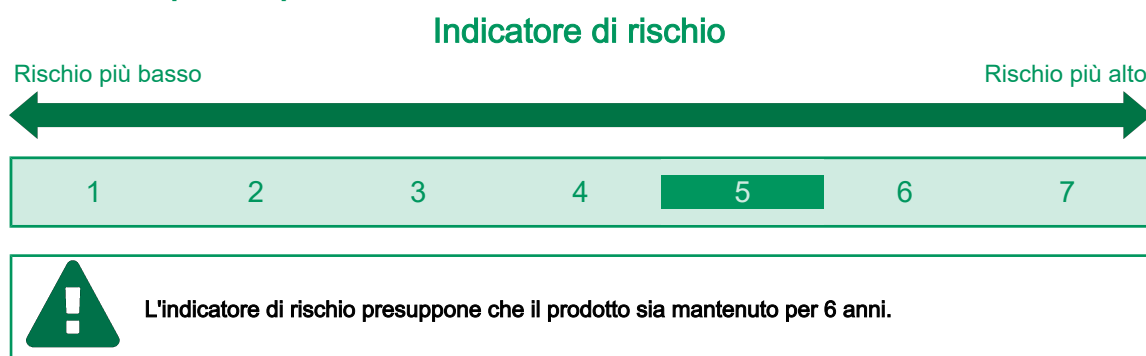 Indicatore di rischio
Rischio più basso Rischio più alto
1 2 3 4 5 6 7
L'indicatore di rischio presuppone che il prodotto sia mantenuto per 6 anni.